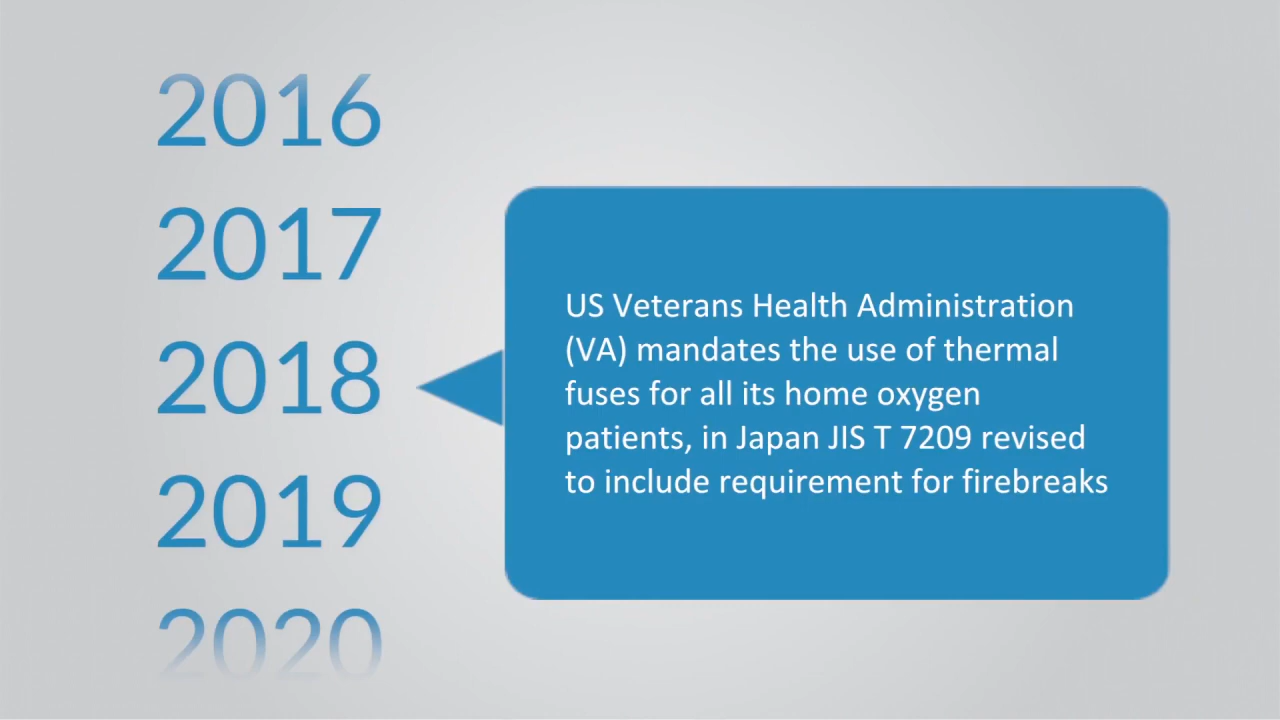 2016
2017
2018
2019
2020
US Veterans Health Administration
(VA) mandates the use of thermal
fuses for all its home oxygen
patients, in Japan JIS T 7209 revised
to include requirement for firebreaks